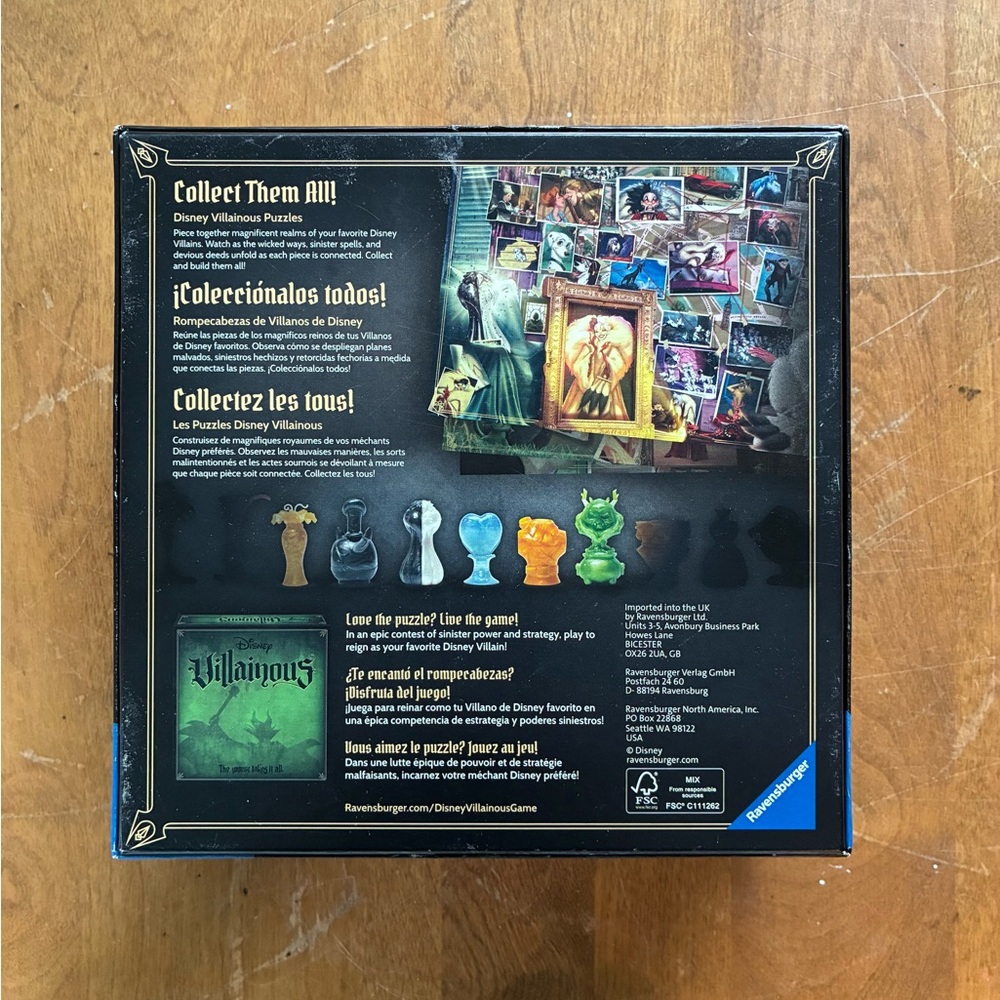 Collect Them All!
Disney Villainous Puzzles
Piece together magnificent realms of your favorite Disney
Villains. Watch as the wicked ways, sinister spells, and
devious deeds unfold as each piece is connected. Collect
and build them all!
¡Colecciónalos todos!
Rompecabezas de Villanos de Disney
Reúne las piezas de los magníficos reinos de tus Villanos
de Disney favoritos. Observa cómo se despliegan planes
malvados, siniestros hechizos y retorcidas fechorías a medida
que conectas las piezas. ¡Colecciónalos todos!
Collectez les tous!
Les Puzzles Disney Villainous
Construisez de magnifiques royaumes de vos méchants
Disney préférés. Observez les mauvaises manières, les sorts
malintentionnés et les actes sournois se dévoilant à mesure
que chaque pièce soit connectée. Collectez les tous!
Disney
Villainous
The worst takes it all
Love the puzzle? Live the game!
In an epic contest of sinister power and strategy, play to
reign as your favorite Disney Villain!
¿Te encantó el rompecabezas?
¡Disfruta del juego!
¡Juega para reinar como tu Villano de Disney favorito en
una épica competencia de estrategia y poderes siniestros!
Vous aimez le puzzle? Jouez au jeu!
Dans une lutte épique de pouvoir et de stratégie
malfaisants, incarnez votre méchant Disney préféré!
Ravensburger.com/DisneyVillainousGame
Imported into the UK
by Ravensburger Ltd.
Units 3-5, Avonbury Business Park
Howes Lane
BICESTER
OX26 2UA, GB
Ravensburger Verlag GmbH
Postfach 24 60
D- 88194 Ravensburg
Ravensburger North America, Inc.
PO Box 22868
Seattle WA 98122
USA
© Disney
ravensburger.com
FSC
www.fsc.org
MIX
From responsible
sources
FSC® C111262
Ravensburger